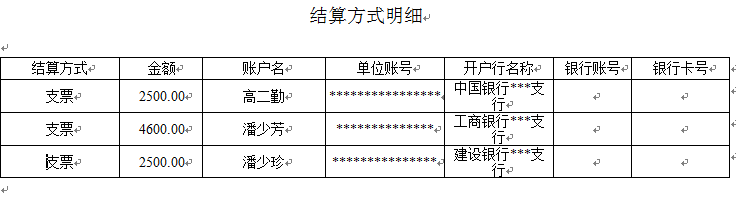 结算方式明细
结算方式 金额 账户名 单位账号 开户行名称 银行账号 银行卡号
支票 2500.00 高二勤 **************** 中国银行***支
行
支票 4600.00 潘少芳 ************** 工商银行***支
行
支票 2500.00 潘少珍 *************** 建设银行***支
行